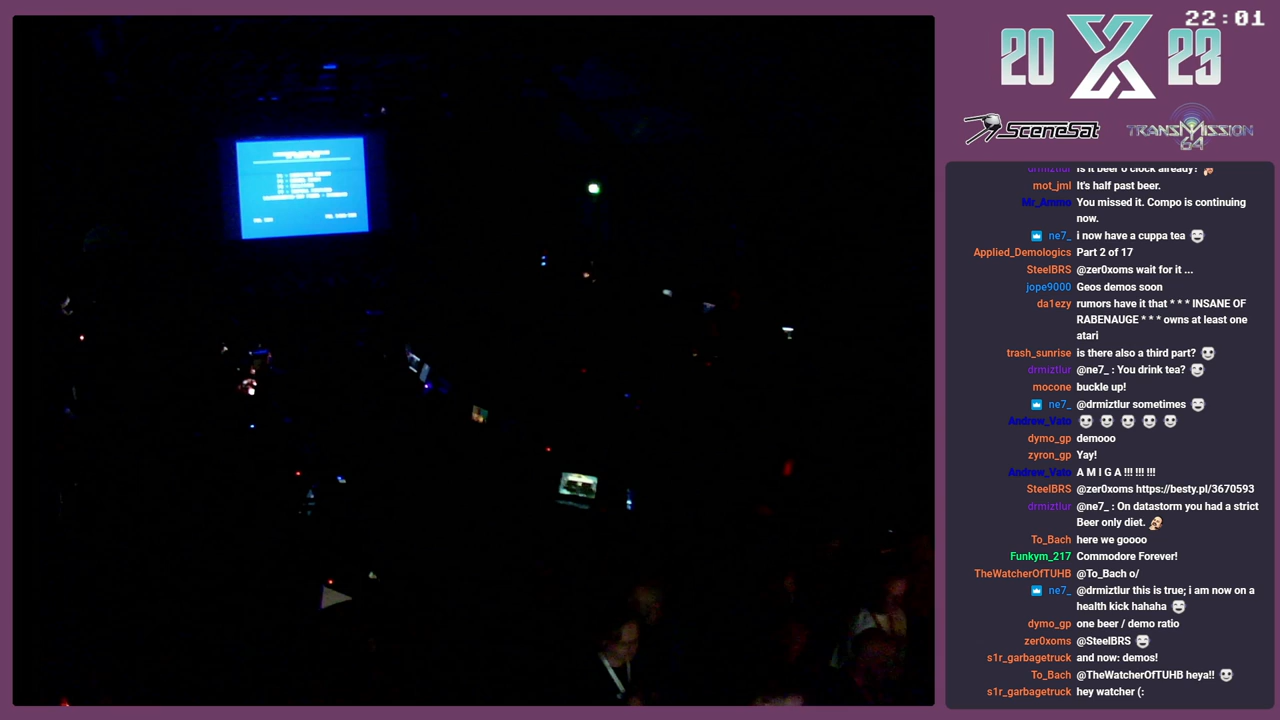 22:01
20 X 23
SceneSat
TRANSMISSION
64
drmiztlur Is it beer o'clock already?
mot_jml It's half past beer.
Mr_Ammo You missed it. Compo is continuing
now.
ne7_ i now have a cuppa tea
Applied_Demologics Part 2 of 17
SteelBRS @zer0xoms wait for it ...
jope9000 Geos demos soon
da1ezy rumors have it that * * * INSANE OF
RABENAUGE * * * owns at least one
atari
trash_sunrise is there also a third part?
drmiztlur @ne7_ : You drink tea?
mocone buckle up!
ne7_ @drmiztlur sometimes
Andrew_Vato
dymo_gp demooo
zyron_gp Yay!
Andrew_Vato A M I G A !!! !!! !!!
SteelBRS @zer0xoms https://besty.pl/3670593
drmiztlur @ne7_ : On datastorm you had a strict
Beer only diet.
To_Bach here we goooo
Funkym_217 Commodore Forever!
TheWatcherOfTUHB @To_Bach o/
ne7_ @drmiztlur this is true; i am now on a
health kick hahaha
dymo_gp one beer / demo ratio
zer0xoms @SteelBRS
s1r_garbagetruck and now: demos!
To_Bach @TheWatcherOfTUHB heya!!
s1r_garbagetruck hey watcher (: